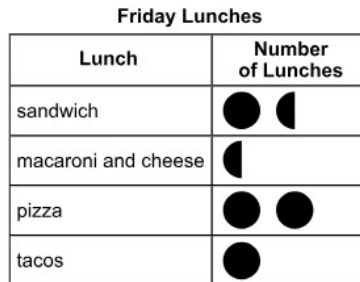 Friday Lunches
Lunch
Number
of Lunches
sandwich
macaroni and cheese
pizza
tacos